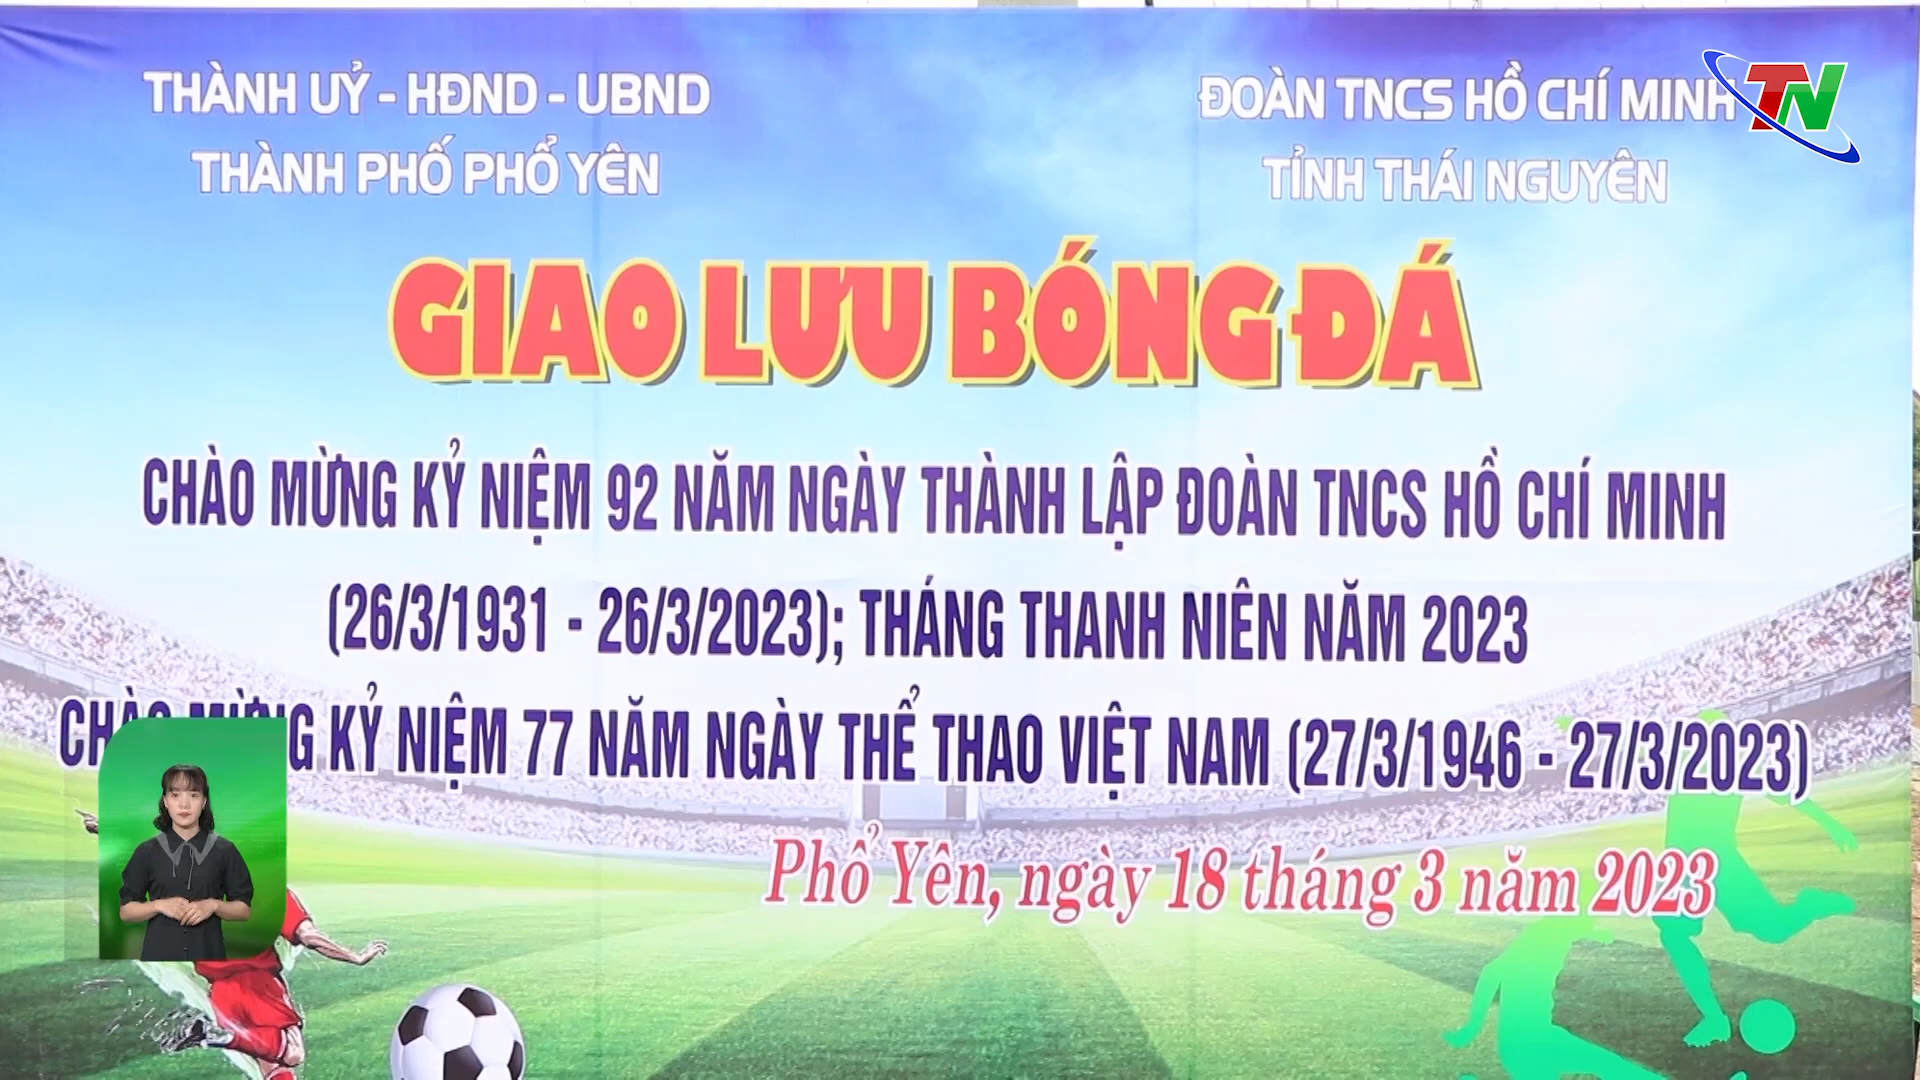 THÀNH UỶ - HĐND - UBND
THÀNH PHỐ PHỔ YÊN
ĐOÀN TNCS HỒ CHÍ MINH
TỈNH THÁI NGUYÊN
TN
GIAO LƯU BÓNG ĐÁ
CHÀO MỪNG KỶ NIỆM 92 NĂM NGÀY THÀNH LẬP ĐOÀN TNCS HỒ CHÍ MINH
(26/3/1931 - 26/3/2023); THÁNG THANH NIÊN NĂM 2023
CHÀO MỪNG KỶ NIỆM 77 NĂM NGÀY THỂ THAO VIỆT NAM (27/3/1946 - 27/3/2023)
Phổ Yên, ngày 18 tháng 3 năm 2023